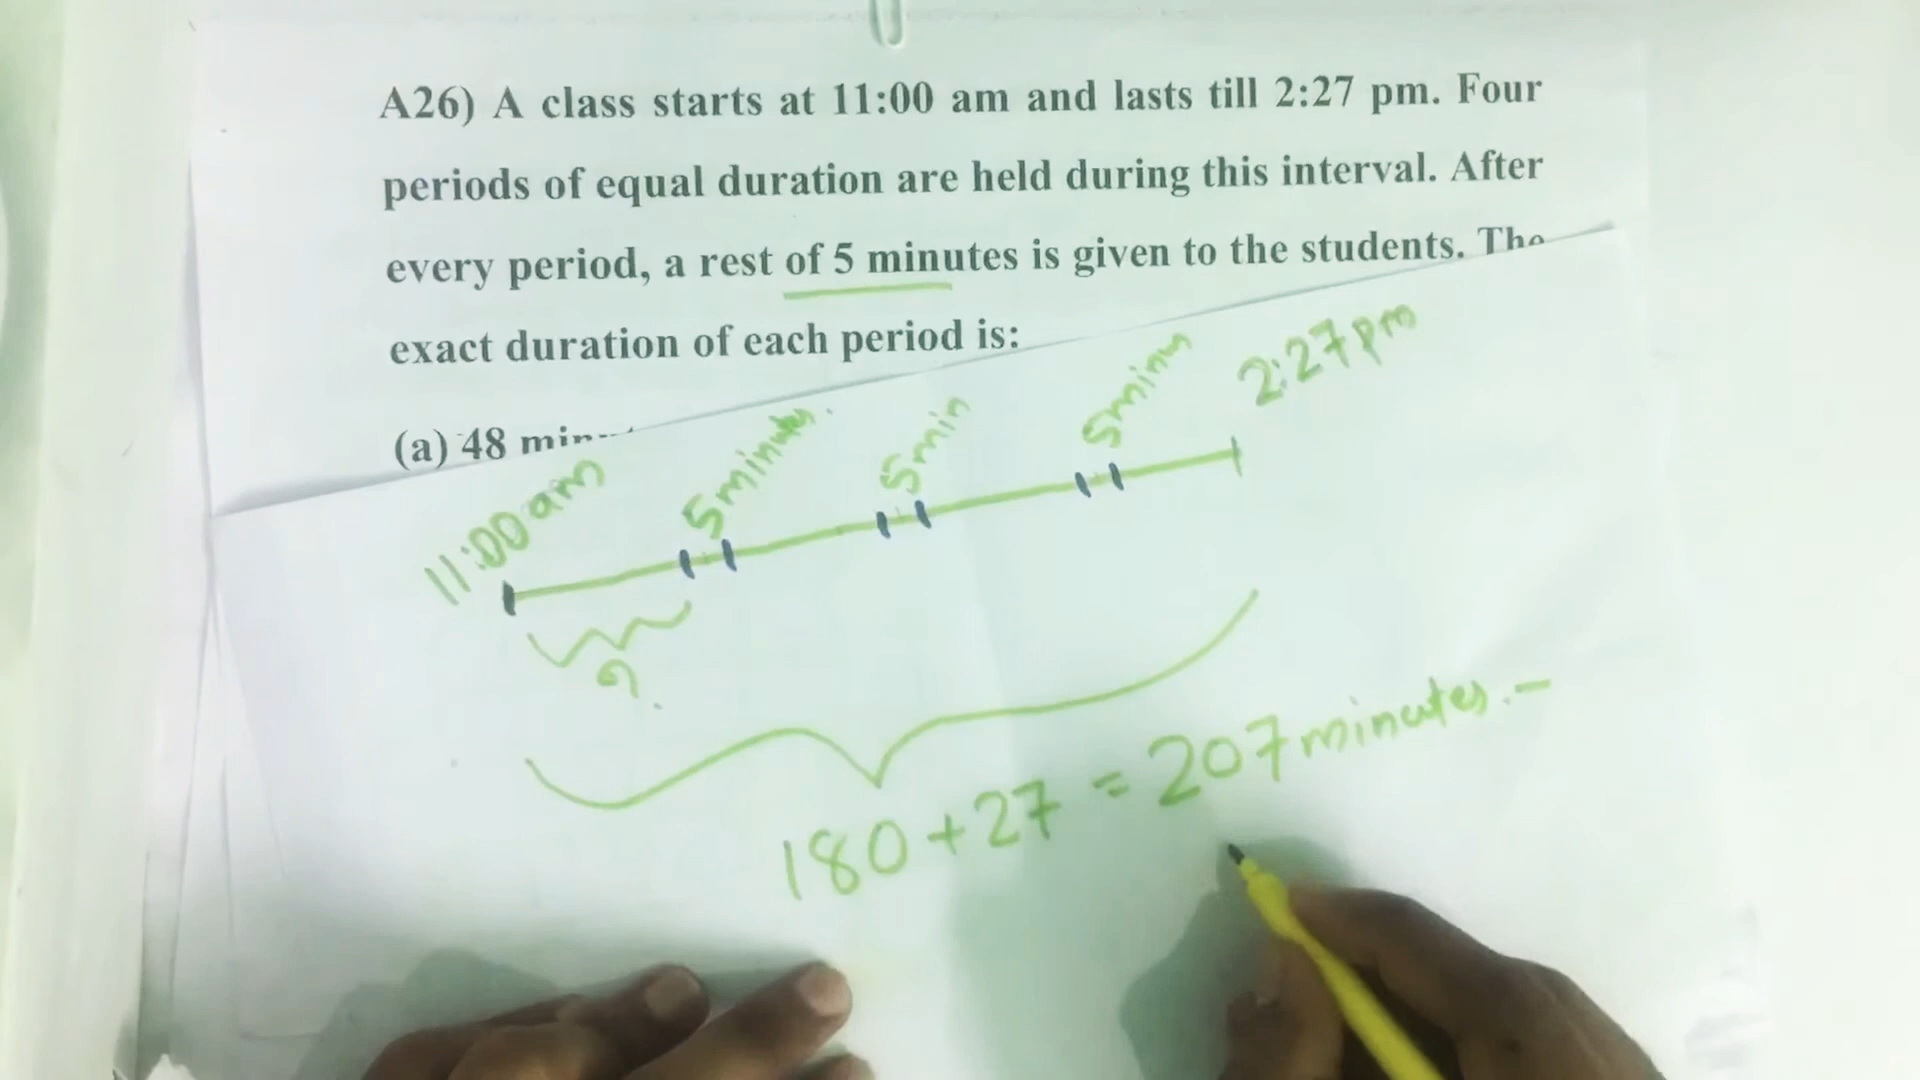 A26) A class starts at 11:00 am and lasts till 2:27 pm. Four
periods of equal duration are held during this interval. After
every period, a rest of 5 minutes is given to the students. The
exact duration of each period is:
(a) 48
11:00 am
5 minutes.
5 min
5 minus
2:27 pm
?
180 + 27 = 207 minutes. -